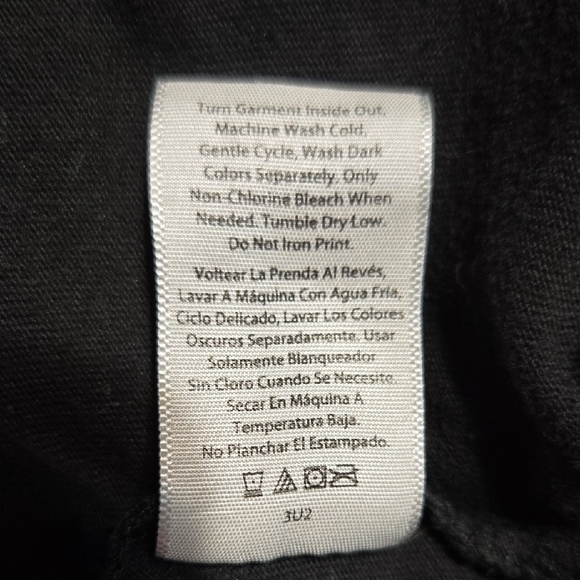 Turn Garment Inside Out,
Machine Wash Cold,
Gentle Cycle, Wash Dark
Colors Separately. Only
Non-Chlorine Bleach When
Needed. Tumble Dry Low.
Do Not Iron Print.
Voltear La Prenda Al Revés,
Lavar A Máquina Con Agua Fría,
Ciclo Delicado, Lavar Los Colores
Oscuros Separadamente. Usar
Solamente Blanqueador
Sin Cloro Cuando Se Necesite.
Secar En Máquina A
Temperatura Baja.
No Planchar El Estampado.
3U2